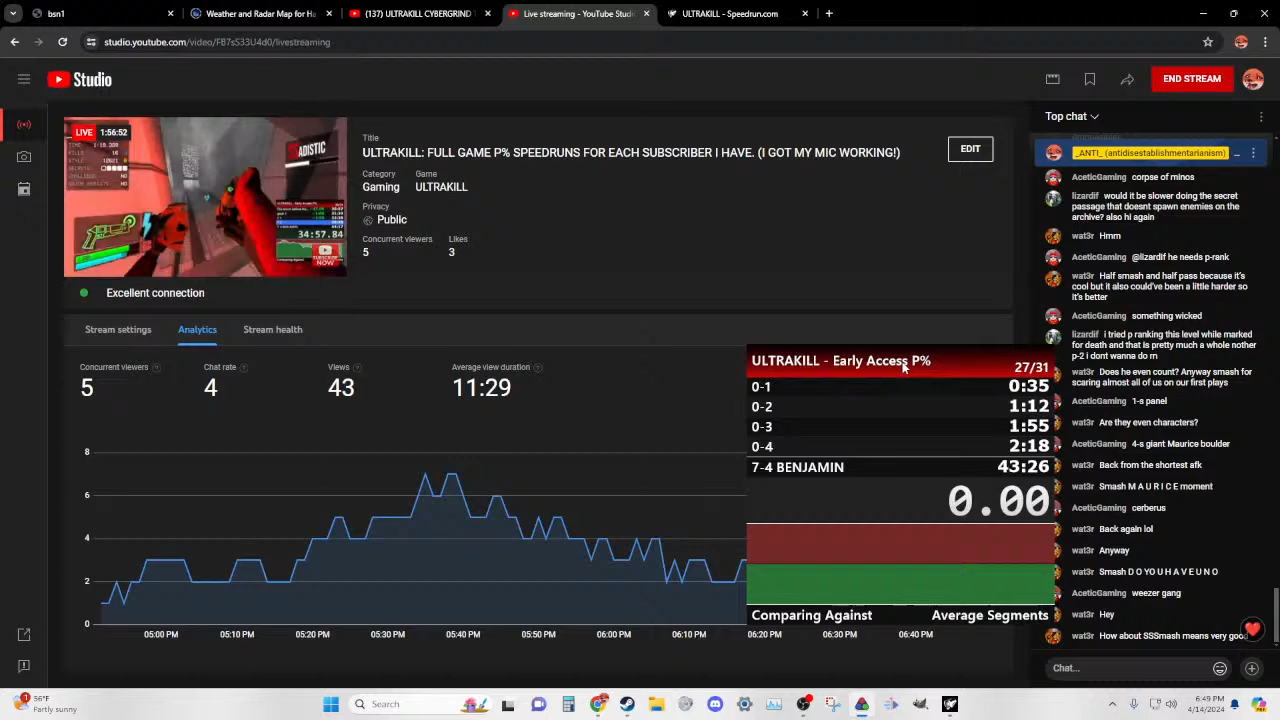 bsn1
Weather and Radar Map for Ha
(137) ULTRAKILL CYBERGRIND
Live streaming - YouTube Studio
ULTRAKILL - Speedrun.com
studio.youtube.com/video/FB7sS33U4d0/livestreaming
Studio
END STREAM
LIVE 1:56:52
34:57.84
SUBSCRIBE
NOW
Title
ULTRAKILL: FULL GAME P%
EDIT
Category
Game
Gaming
ULTRAKILL
Privacy
Public
Concurrent viewers
Likes
5
3
Excellent connection
Stream settings
Analytics
Stream health
Concurrent viewers
Chat rate
Views
Average view duration
5
4
43
11:29
8
6
4
2
0
05:00 PM
05:10 PM
05:20 PM
05:30 PM
05:40 PM
05:50 PM
06:00 PM
06:10 PM
06:20 PM
06:30 PM
06:40 PM
ULTRAKILL - Early Access P%
27/31
0-1 0:35
0-2 1:12
0-3 1:55
0-4 2:18
7-4 BENJAMIN 43:26
0.00
Comparing Against Average Segments
Top chat
_ANTI_ (antidisestablishmentarianism)
AceticGaming corpse of minos
lizardif would it be slower doing the secret
passage that doesnt spawn enemies on the
archive? also hi again
wat3r Hmm
AceticGaming @lizardif he needs p-rank
wat3r Half smash and half pass because it's
cool but it also could've been a little harder so
it's better
AceticGaming something wicked
lizardif i tried p ranking this level while marked
for death and that is pretty much a whole nother
p-2 i dont wanna do rn
wat3r Does he even count? Anyway smash for
scaring almost all of us on our first plays
AceticGaming 1-s panel
wat3r Are they even characters?
AceticGaming 4-s giant Maurice boulder
wat3r Back from the shortest afk
wat3r Smash M A U R I C E moment
AceticGaming cerberus
wat3r Back again lol
wat3r Anyway
wat3r Smash D O Y O U H A V E U N O
AceticGaming weezer gang
wat3r Hey
wat3r How about SSSmash means very good
Chat...
1
56°F
Partly sunny
Search
6:49 PM
4/14/2024